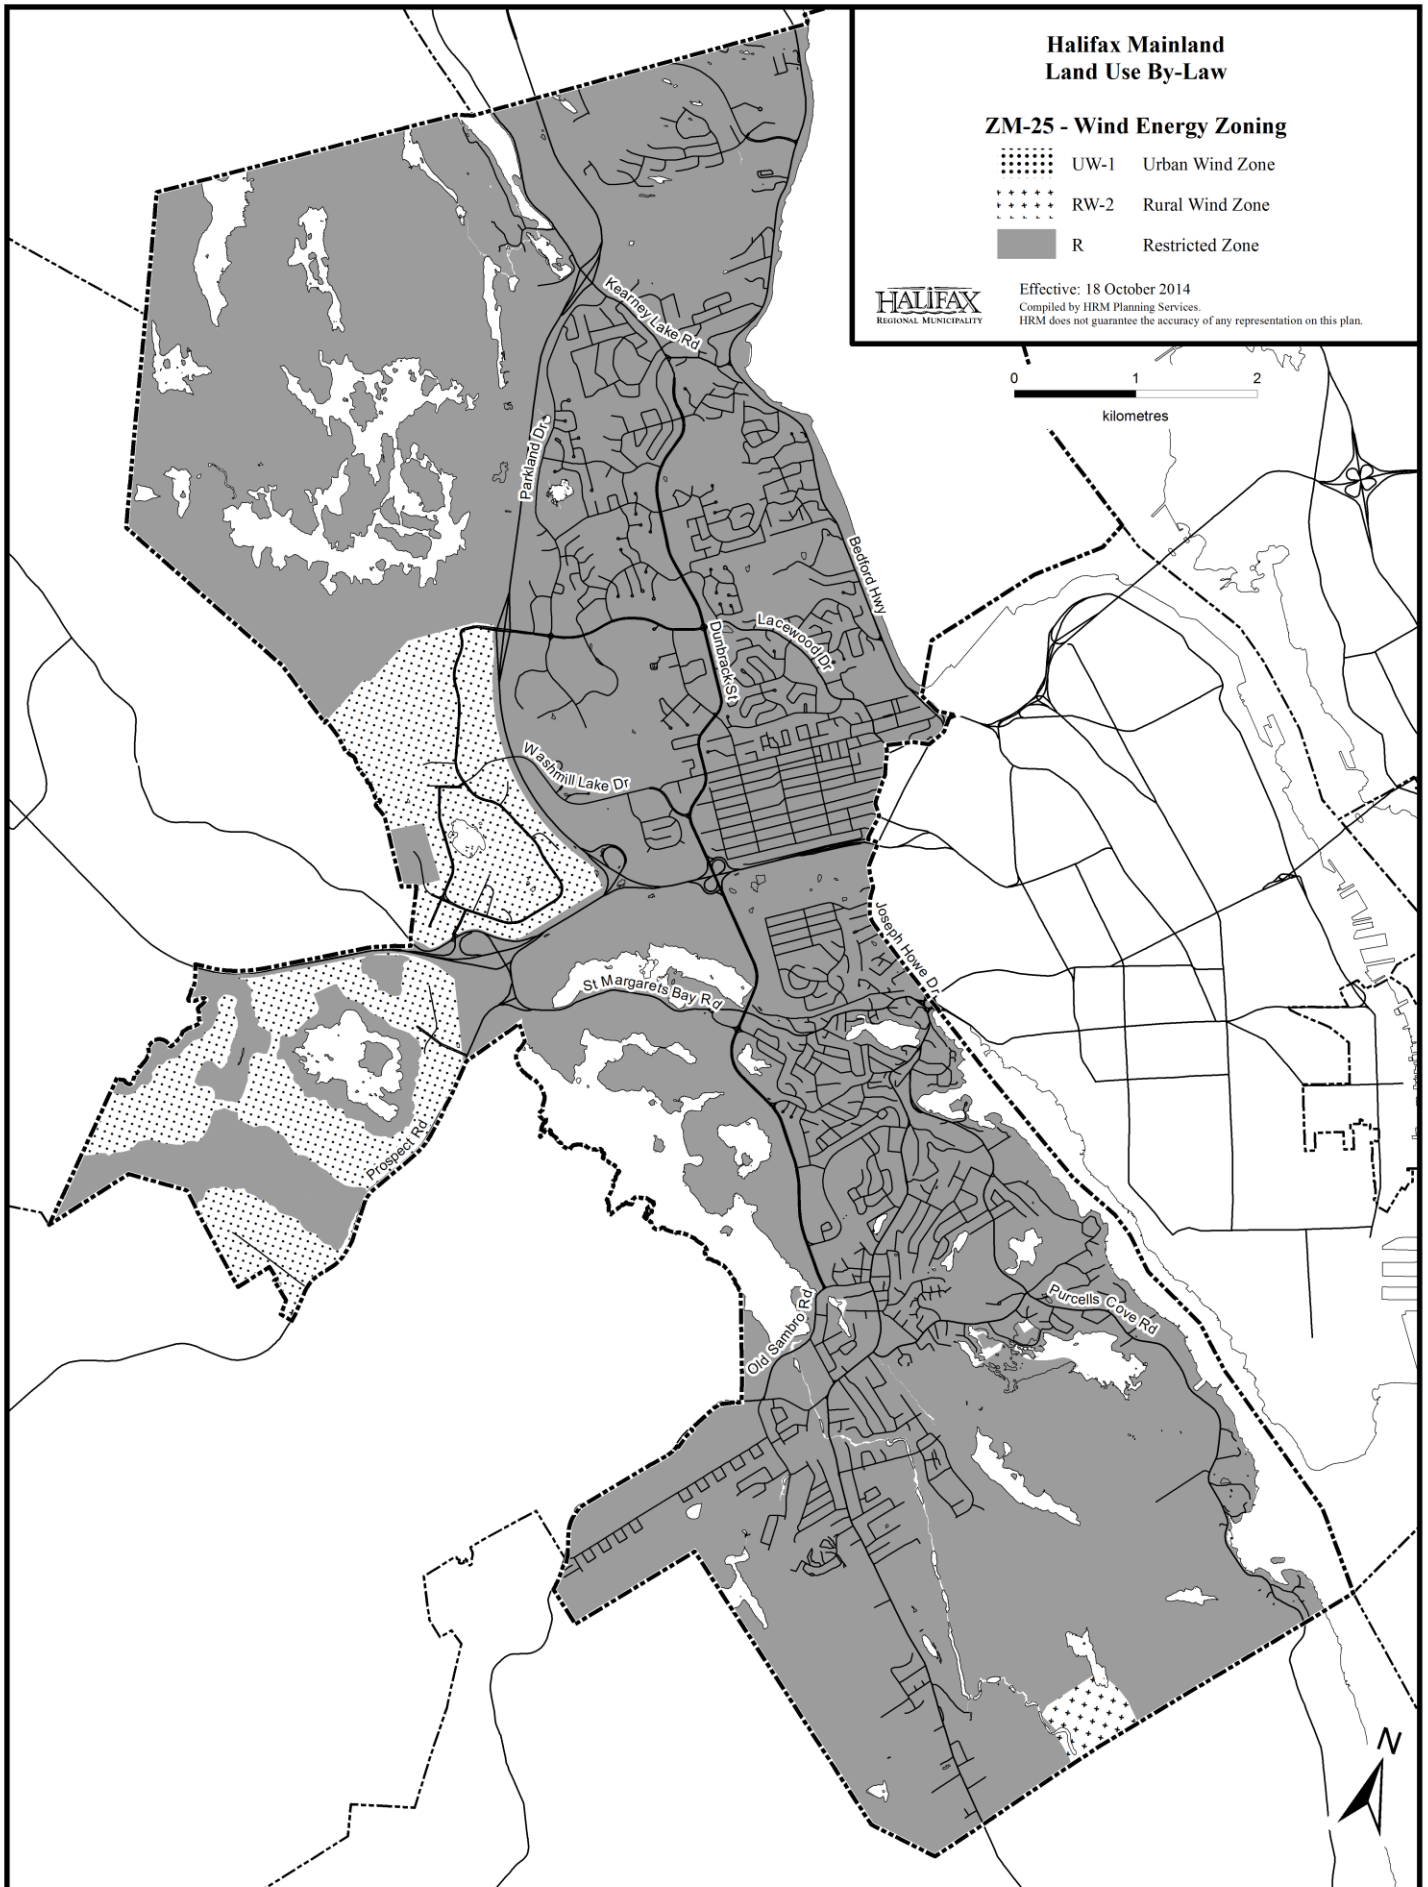 Halifax Mainland
Land Use By-Law
ZM-25 - Wind Energy Zoning
UW-1 Urban Wind Zone
RW-2 Rural Wind Zone
R Restricted Zone
HALIFAX
REGIONAL MUNICIPALITY
Effective: 18 October 2014
Compiled by HRM Planning Services.
HRM does not guarantee the accuracy of any representation on this plan.
0 1 2
kilometres
Kearney Lake Rd
Parkland Dr
Bedford Hwy
Lacewood Dr
Dunbrack St
Washmill Lake Dr
Joseph Howe Dr
St Margarets Bay Rd
Prospect Rd
Purcells Cove Rd
Old Sambro Rd
N